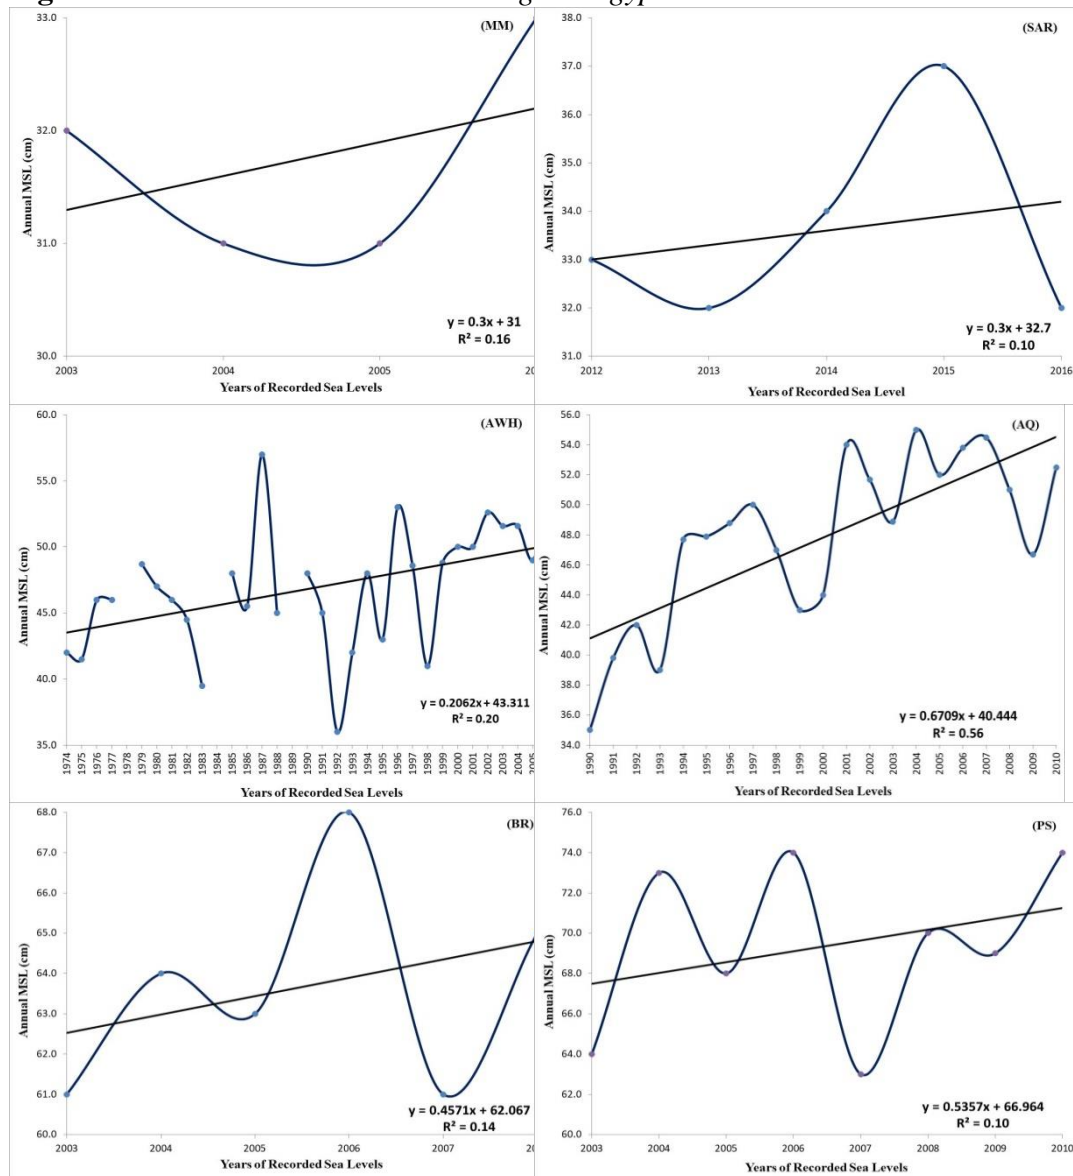 33.0
(MM)
32.0
31.0
30.0
Annual MSL (cm)
y = 0.3x + 31
R² = 0.16
2003 2004 2005
Years of Recorded Sea Levels
37.0
(SAR)
36.0
35.0
34.0
33.0
32.0
31.0
Annual MSL (cm)
y = 0.3x + 32.7
R² = 0.10
2012 2013 2014 2015 2016
Years of Recorded Sea Level
60.0
(AWH)
55.0
50.0
45.0
40.0
35.0
Annual MSL (cm)
y = 0.2062x + 43.311
R² = 0.20
1974 1975 1976 1977 1984 1979 1980 1981 1982 1983 1984 1985 1986 1987 1988 1989 1990 1991 1992 1993 1994 1995 1996 1997 1998 1999 2000 2001 2002 2003 2004 2005
Years of Recorded Sea Levels
56.0
(AQ)
54.0
52.0
50.0
48.0
46.0
44.0
42.0
40.0
38.0
36.0
34.0
Annual MSL (cm)
y = 0.6709x + 40.444
R² = 0.56
1990 1991 1992 1993 1994 1995 1996 1997 1998 1999 2000 2001 2002 2003 2004 2005 2006 2007 2008 2009 2010
Years of Recorded Sea Levels
68.0
(BR)
67.0
66.0
65.0
64.0
63.0
62.0
61.0
60.0
Annual MSL (cm)
y = 0.4571x + 62.067
R² = 0.14
2003 2004 2005 2006 2007
Years of Recorded Sea Levels
76.0
(PS)
74.0
72.0
70.0
68.0
66.0
64.0
62.0
60.0
Annual MSL (cm)
y = 0.5357x + 66.964
R² = 0.10
2003 2004 2005 2006 2007 2008 2009 2010
Years of Recorded Sea Levels